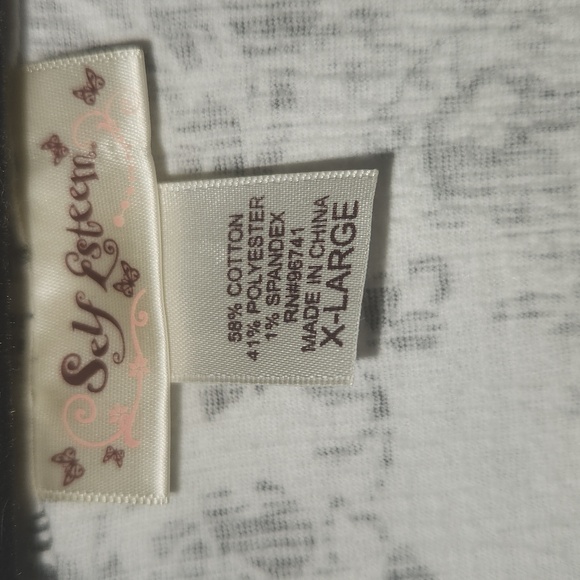 Self Esteem
58% COTTON
41% POLYESTER
1% SPANDEX
RN#96741
MADE IN CHINA
X-LARGE